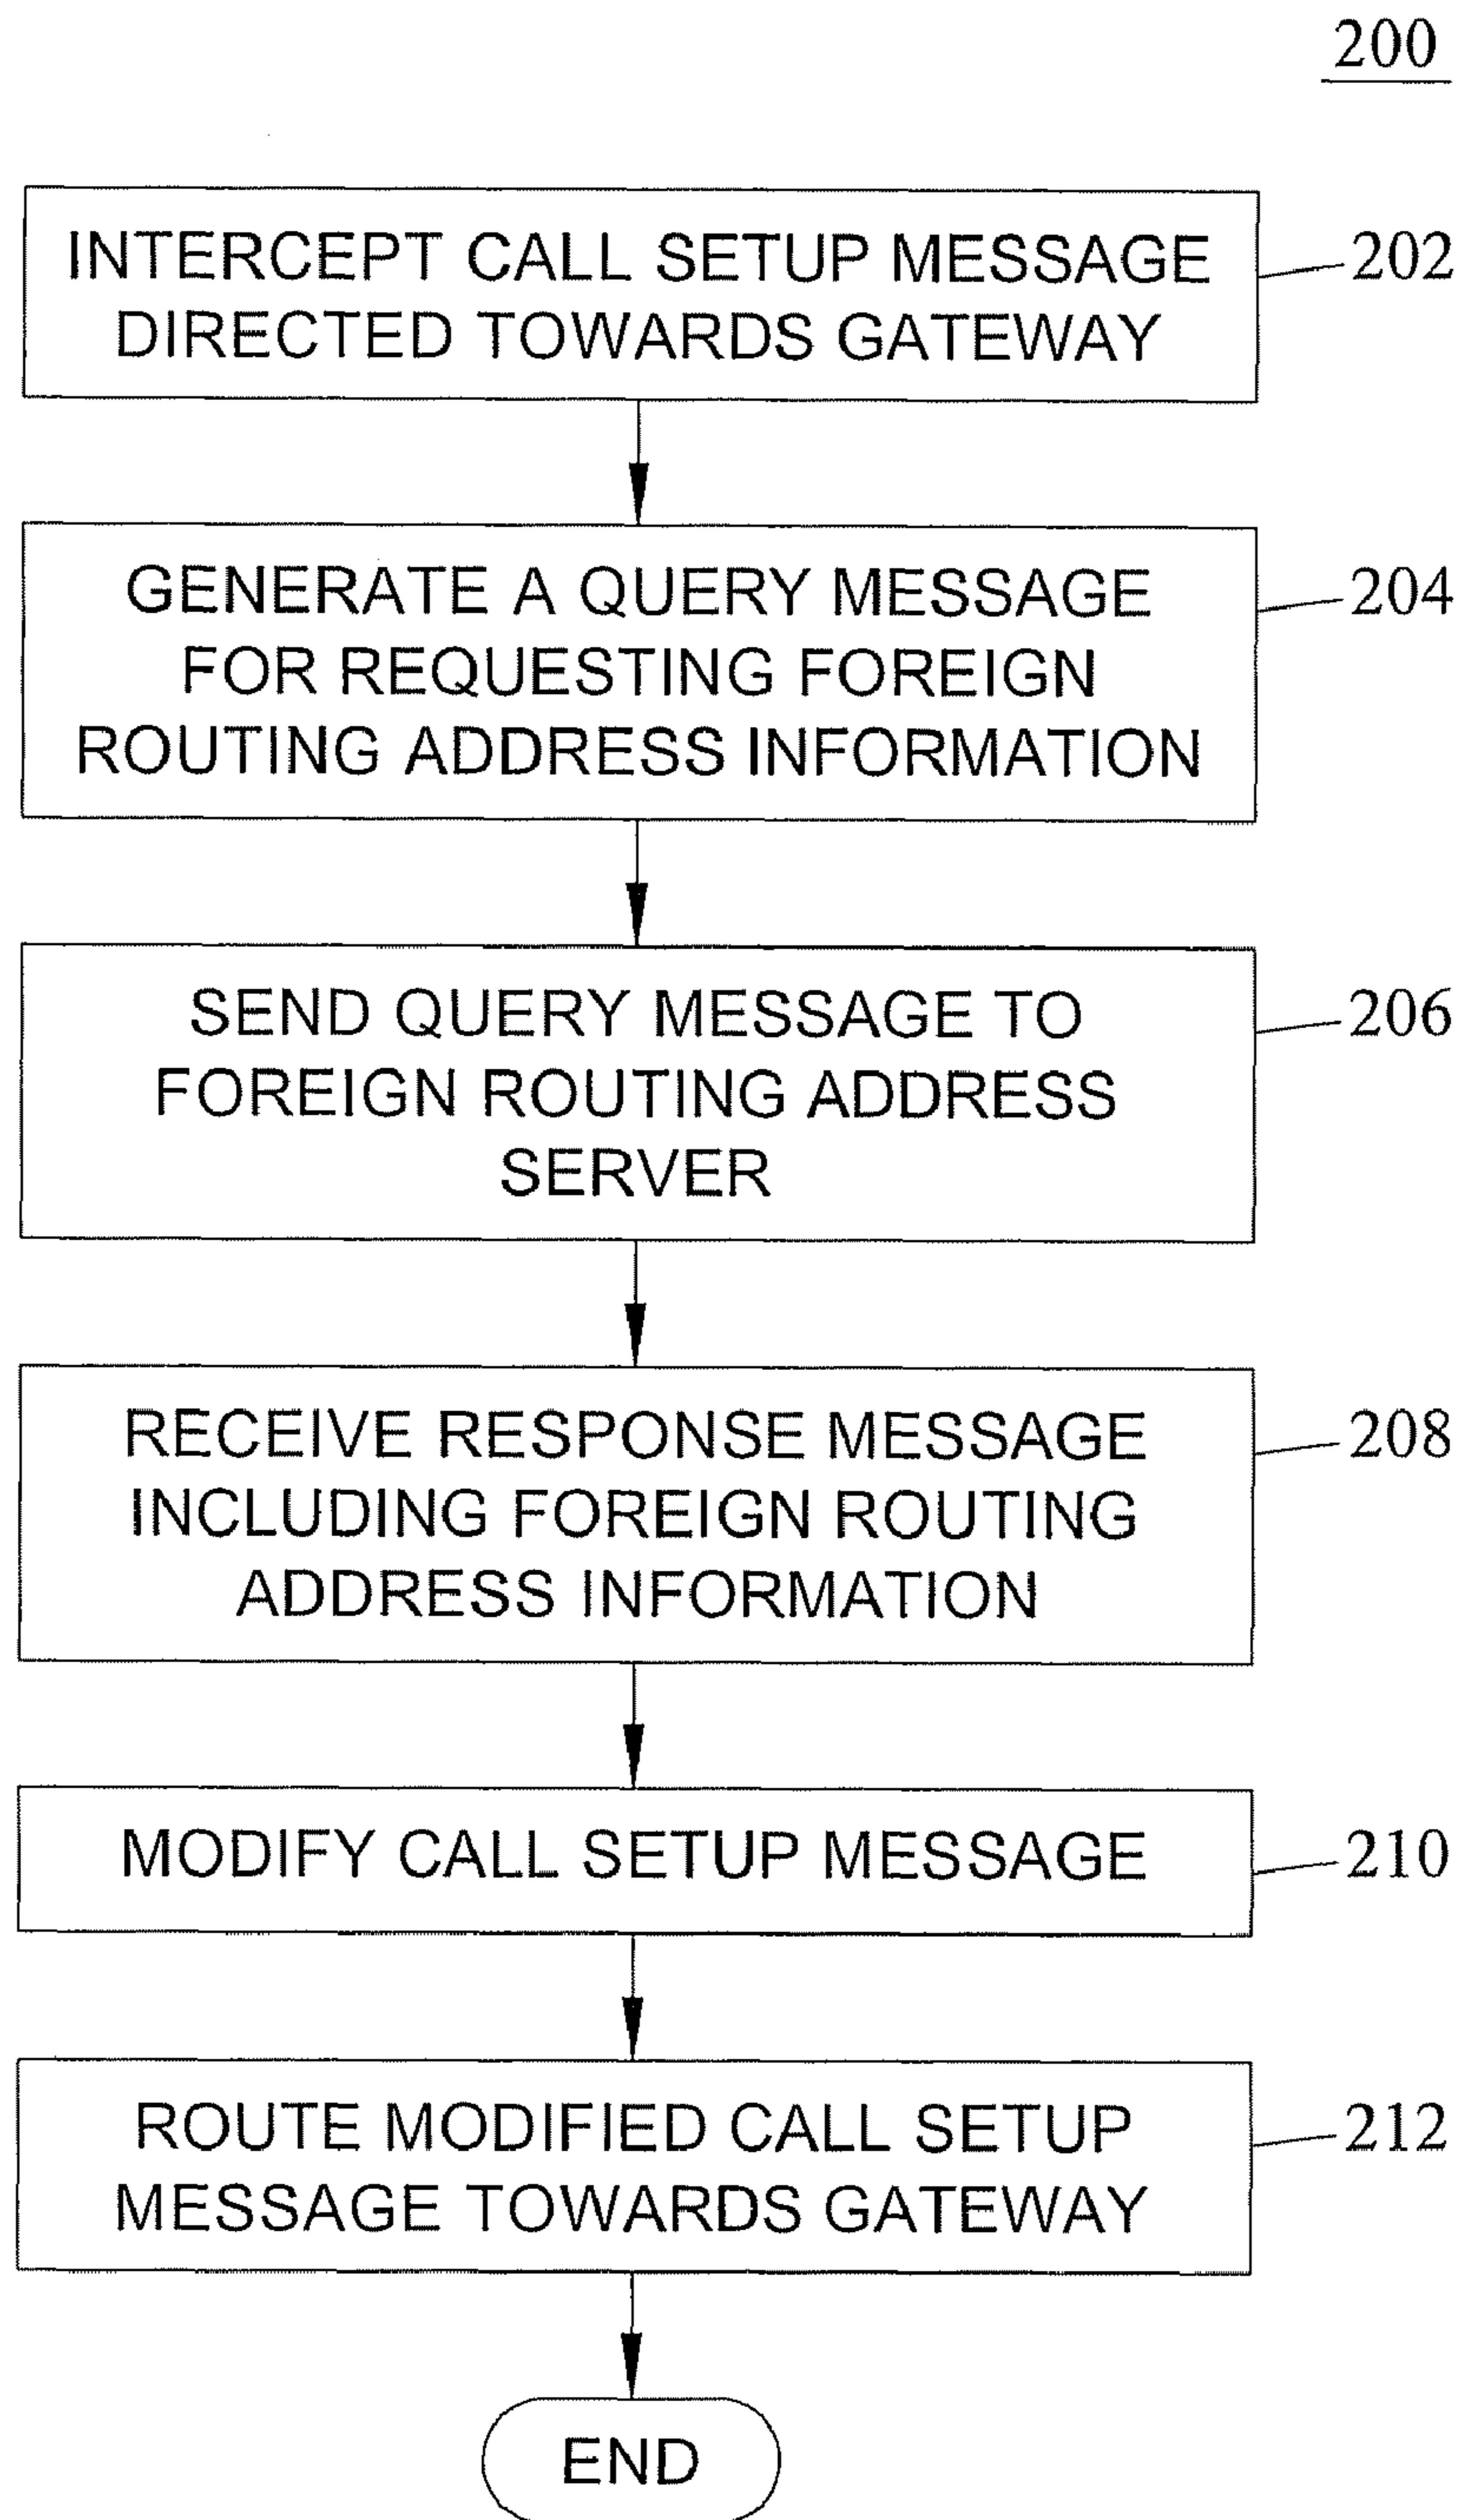 200
INTERCEPT CALL SETUP MESSAGE
DIRECTED TOWARDS GATEWAY
202
GENERATE A QUERY MESSAGE
FOR REQUESTING FOREIGN
ROUTING ADDRESS INFORMATION
204
SEND QUERY MESSAGE TO
FOREIGN ROUTING ADDRESS
SERVER
206
RECEIVE RESPONSE MESSAGE
INCLUDING FOREIGN ROUTING
ADDRESS INFORMATION
208
MODIFY CALL SETUP MESSAGE
210
ROUTE MODIFIED CALL SETUP
MESSAGE TOWARDS GATEWAY
212
END